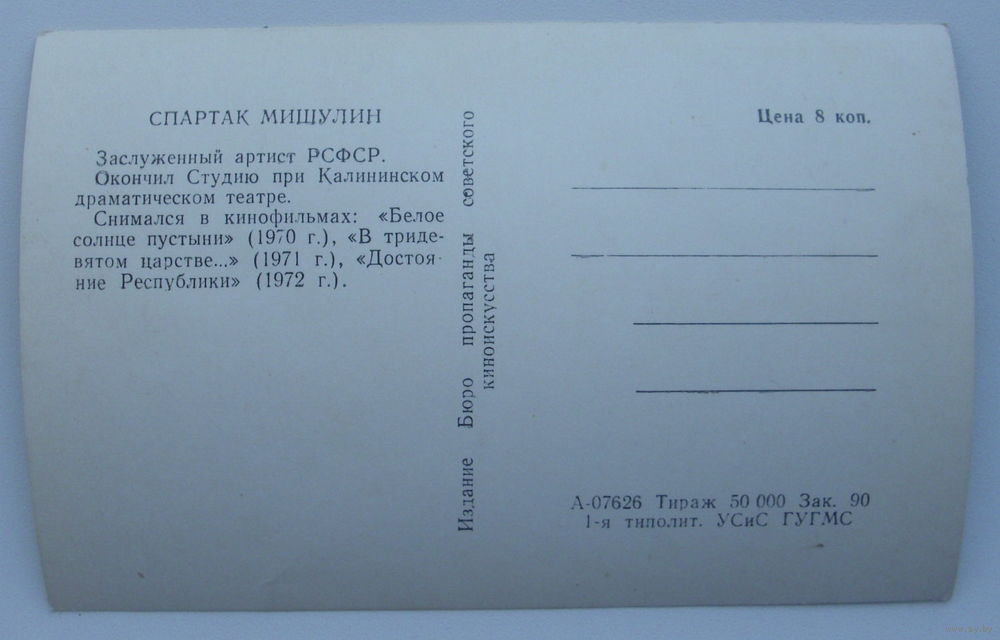 СПАРТАК МИШУЛИН
Заслуженный артист РСФСР.
Окончил Студию при Калининском
драматическом театре.
Снимался в кинофильмах: «Белое
солнце пустыни» (1970 г.), «В триде-
вятом царстве...» (1971 г.), «Достоя-
ние Республики» (1972 г.).
Издание Бюро пропаганды советского
киноискусства
Цена 8 коп.
А-07626 Тираж 50 000 Зак. 90
1-я типолит. УСиС ГУГМС